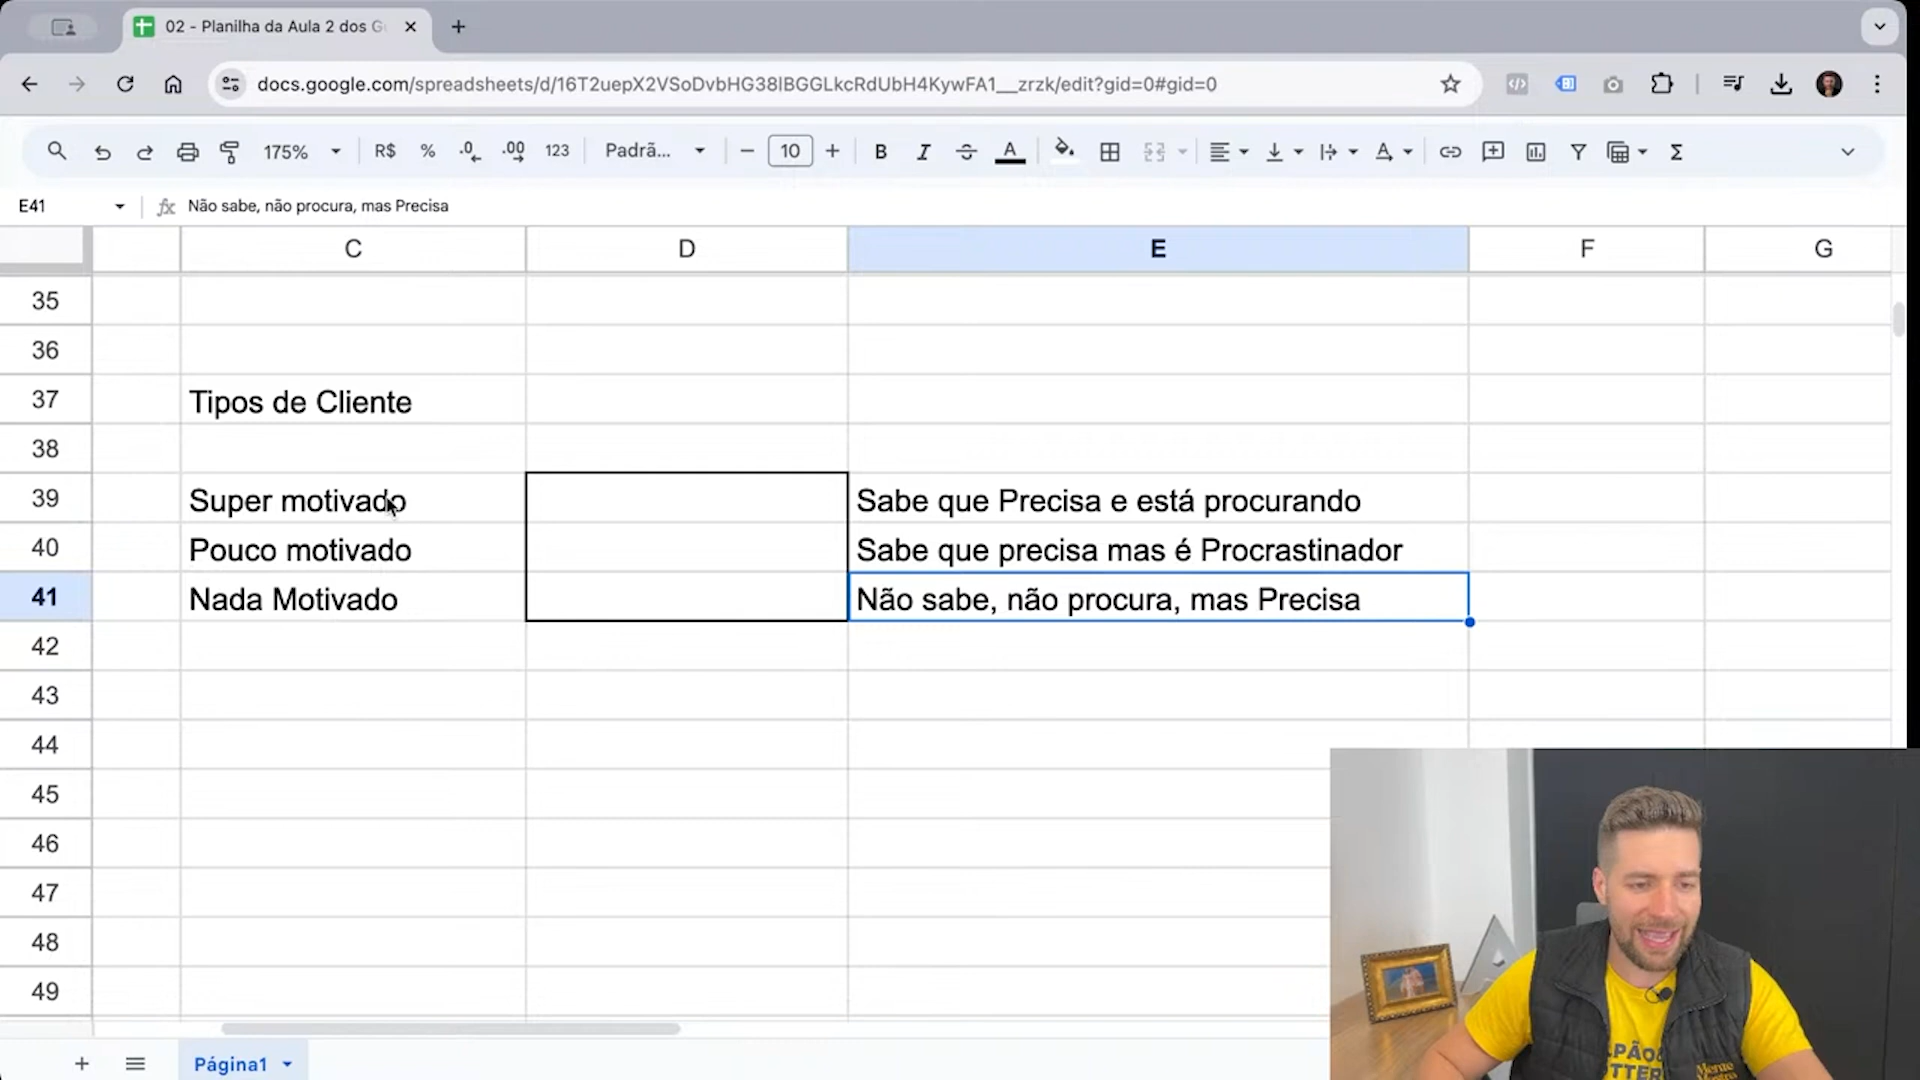 02 - Planilha da Aula 2 dos G
docs.google.com/spreadsheets/d/16T2uepX2VSoDvbHG38lBGGLkcRdUbH4KywFA1__zrzk/edit?gid=0#gid=0
175% R$ % .0 .00 123 Padrã... 10 B I A Σ
E41 fx Não sabe, não procura, mas Precisa
C D E F G
35
36
37 Tipos de Cliente
38
39 Super motivado Sabe que Precisa e está procurando
40 Pouco motivado Sabe que precisa mas é Procrastinador
41 Nada Motivado Não sabe, não procura, mas Precisa
42
43
44
45
46
47
48
49
Página1